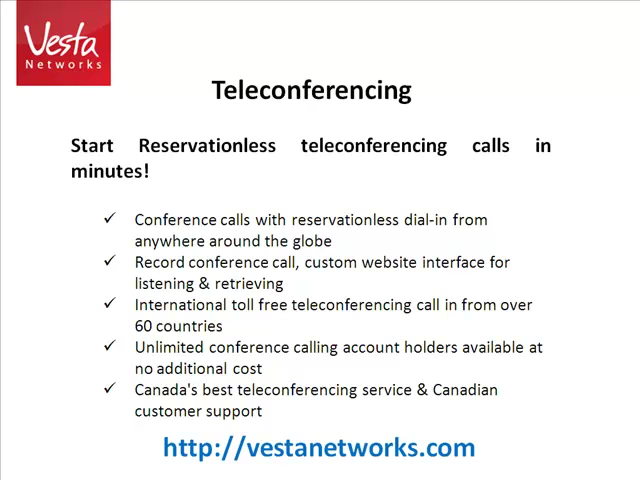 Vesta
Networks
Teleconferencing
Start Reservationless teleconferencing calls in
minutes!
✓ Conference calls with reservationless dial-in from
anywhere around the globe
✓ Record conference call, custom website interface for
listening & retrieving
✓ International toll free teleconferencing call in from over
60 countries
✓ Unlimited conference calling account holders available at
no additional cost
✓ Canada's best teleconferencing service & Canadian
customer support
http://vestanetworks.com